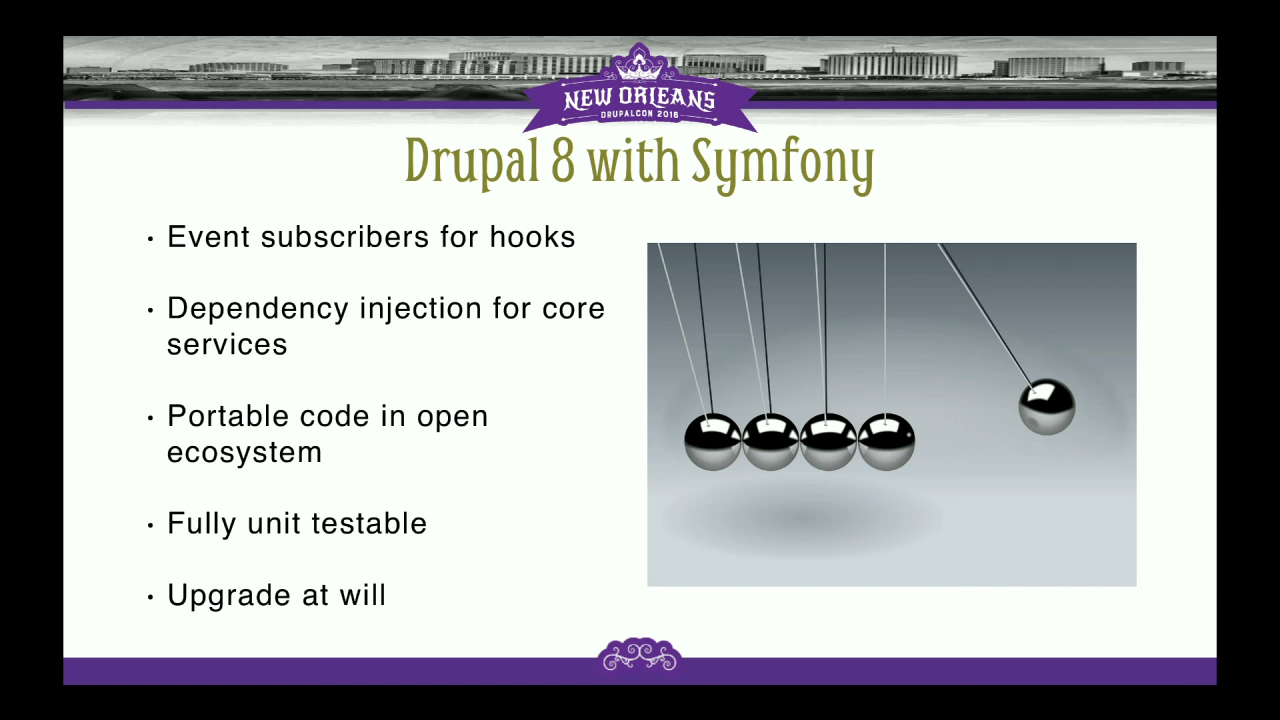 NEW ORLEANS
DRUPALCON 2016
Drupal 8 with Symfony
• Event subscribers for hooks
• Dependency injection for core
services
• Portable code in open
ecosystem
• Fully unit testable
• Upgrade at will